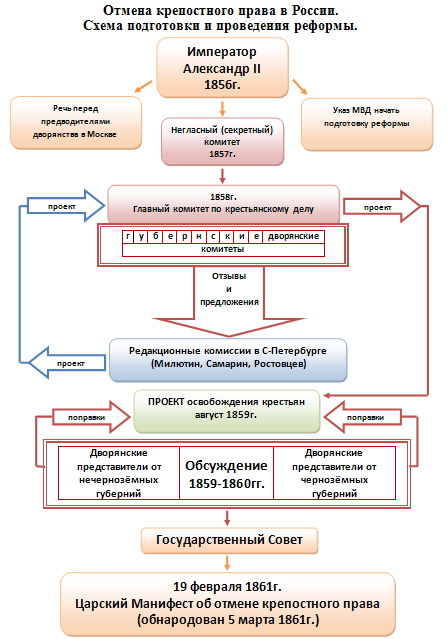 Отмена крепостного права в России.
Схема подготовки и проведения реформы.
Император
Александр II
1856г.
Речь перед
предводителями
дворянства в Москве
Указ МВД начать
подготовку реформы
Негласный (секретный)
комитет
1857г.
1858г.
Главный комитет по крестьянскому делу
проект
проект
г у б е р н с к и е дворянские
комитеты
Отзывы
и
предложения
Редакционные комиссии в С-Петербурге
(Милютин, Самарин, Ростовцев)
проект
ПРОЕКТ освобождения крестьян
август 1859г.
поправки
поправки
Дворянские
представители от
нечернозёмных
губерний
Обсуждение
1859-1860гг.
Дворянские
представители от
чернозёмных
губерний
Государственный Совет
19 февраля 1861г.
Царский Манифест об отмене крепостного права
(обнародован 5 марта 1861г.)